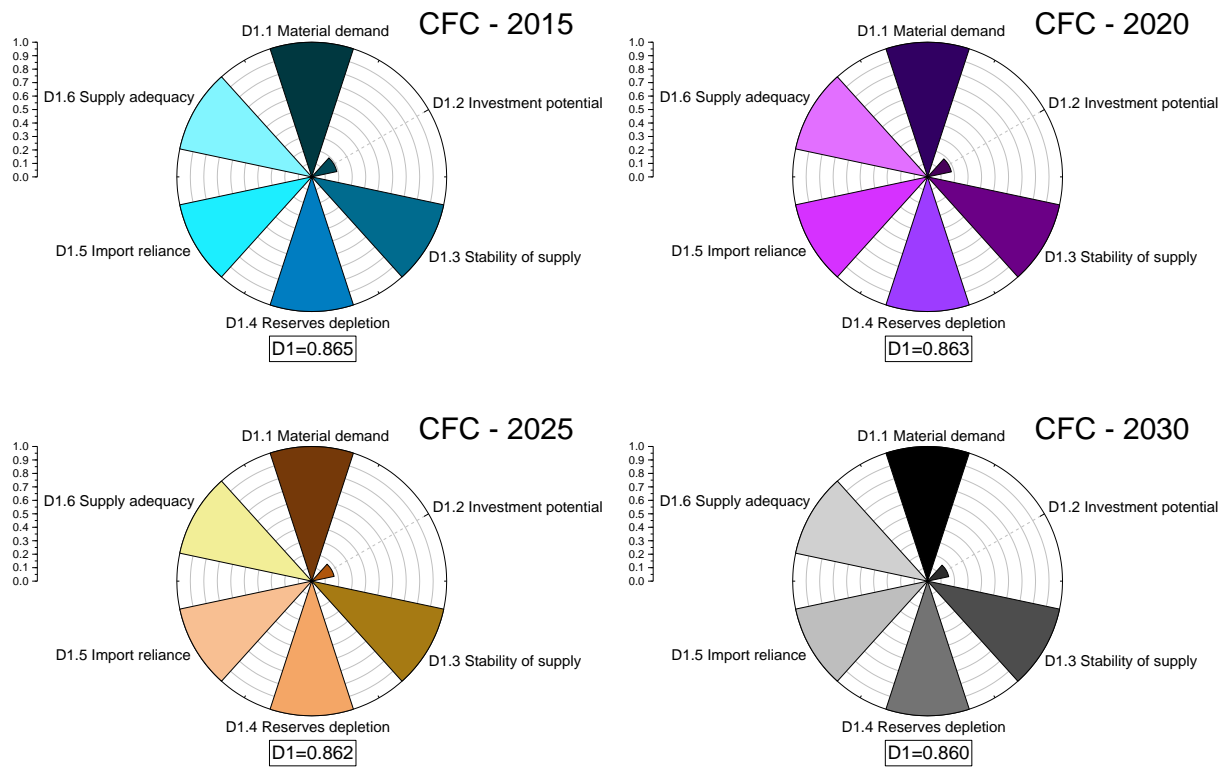 CFC - 2015
D1.1 Material demand
1.0
0.9
0.8
0.7
0.6
0.5
0.4
0.3
0.2
0.1
0.0
D1.6 Supply adequacy
D1.2 Investment potential
D1.5 Import reliance
D1.3 Stability of supply
D1.4 Reserves depletion
D1=0.865
CFC - 2020
D1.1 Material demand
1.0
0.9
0.8
0.7
0.6
0.5
0.4
0.3
0.2
0.1
0.0
D1.6 Supply adequacy
D1.2 Investment potential
D1.5 Import reliance
D1.3 Stability of supply
D1.4 Reserves depletion
D1=0.863
CFC - 2025
D1.1 Material demand
1.0
0.9
0.8
0.7
0.6
0.5
0.4
0.3
0.2
0.1
0.0
D1.6 Supply adequacy
D1.2 Investment potential
D1.5 Import reliance
D1.3 Stability of supply
D1.4 Reserves depletion
D1=0.862
CFC - 2030
D1.1 Material demand
1.0
0.9
0.8
0.7
0.6
0.5
0.4
0.3
0.2
0.1
0.0
D1.6 Supply adequacy
D1.2 Investment potential
D1.5 Import reliance
D1.3 Stability of supply
D1.4 Reserves depletion
D1=0.860